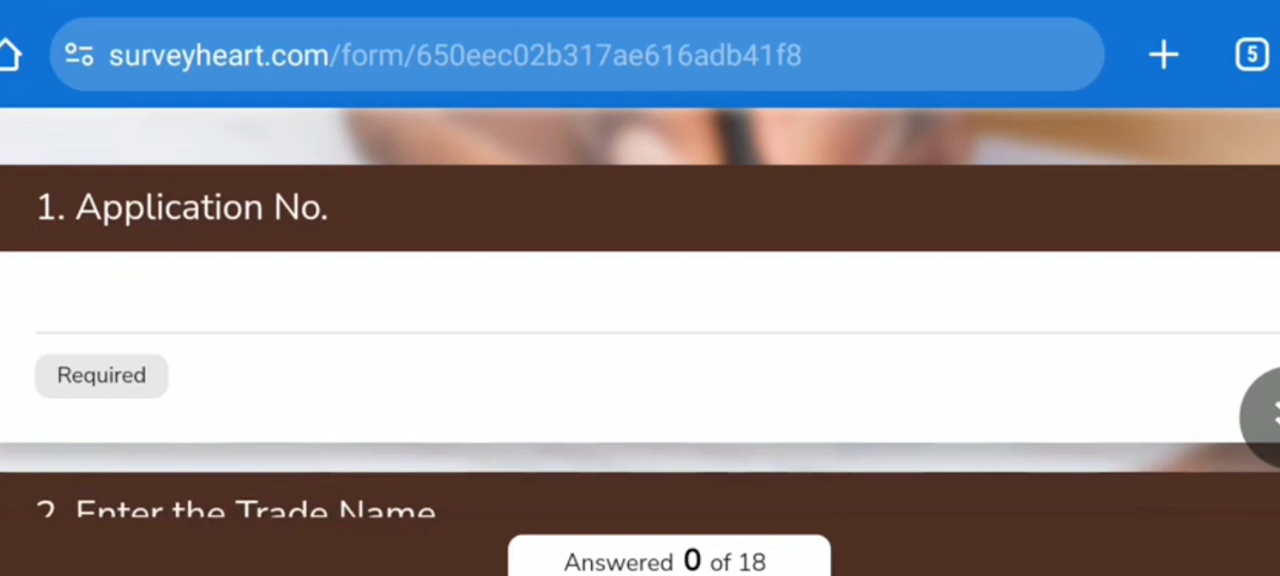 surveyheart.com/form/650eec02b317ae616adb41f8
5
1. Application No.
Required
2. Enter the Trade Name
Answered 0 of 18